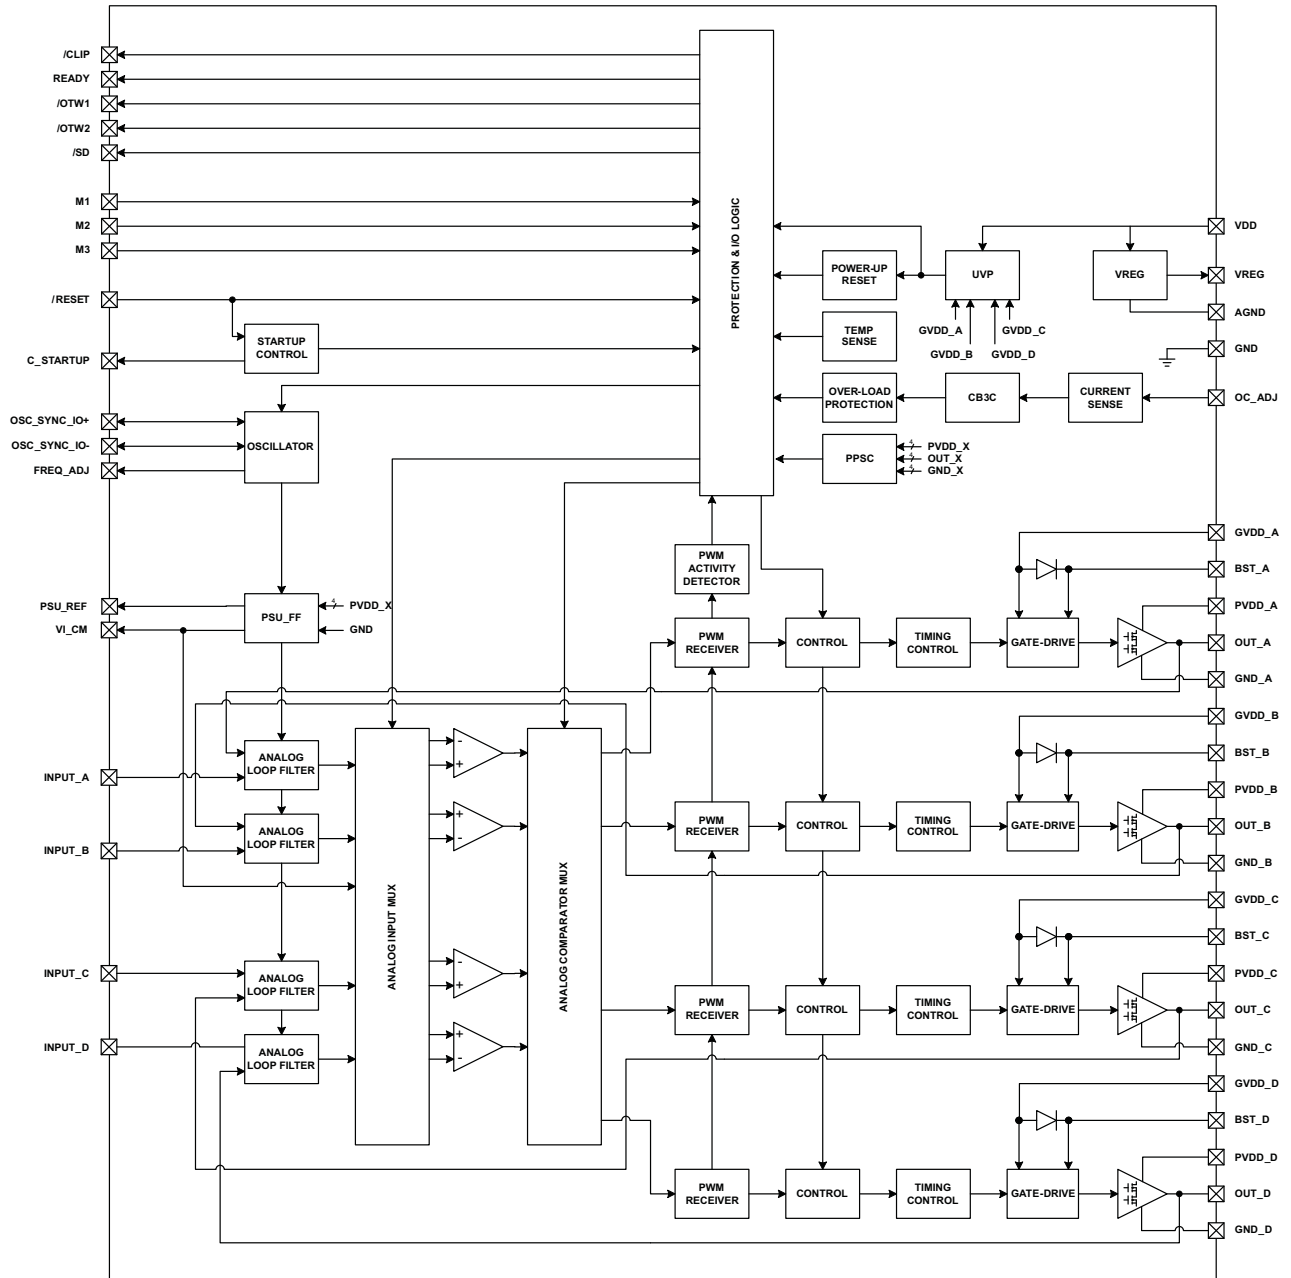 /CLIP
READY
/OTW1
/OTW2
/SD
M1
M2
M3
/RESET
C_STARTUP
OSC_SYNC_IO+
OSC_SYNC_IO-
FREQ_ADJ
PSU_REF
VI_CM
INPUT_A
INPUT_B
INPUT_C
INPUT_D
STARTUP
CONTROL
OSCILLATOR
PSU_FF
4
PVDD_X
GND
ANALOG
LOOP FILTER
ANALOG
LOOP FILTER
ANALOG
LOOP FILTER
ANALOG
LOOP FILTER
ANALOG INPUT MUX
-
+
+
-
-
+
+
-
ANALOG COMPARATOR MUX
PROTECTION & I/O LOGIC
POWER-UP
RESET
UVP
VREG
GVDD_A
GVDD_C
GVDD_B
GVDD_D
TEMP
SENSE
OVER-LOAD
PROTECTION
CB3C
CURRENT
SENSE
PPSC
4
PVDD_X
4
OUT_X
4
GND_X
PWM
ACTIVITY
DETECTOR
PWM
RECEIVER
CONTROL
TIMING
CONTROL
GATE-DRIVE
PWM
RECEIVER
CONTROL
TIMING
CONTROL
GATE-DRIVE
PWM
RECEIVER
CONTROL
TIMING
CONTROL
GATE-DRIVE
PWM
RECEIVER
CONTROL
TIMING
CONTROL
GATE-DRIVE
VDD
VREG
AGND
GND
OC_ADJ
GVDD_A
BST_A
PVDD_A
OUT_A
GND_A
GVDD_B
BST_B
PVDD_B
OUT_B
GND_B
GVDD_C
BST_C
PVDD_C
OUT_C
GND_C
GVDD_D
BST_D
PVDD_D
OUT_D
GND_D